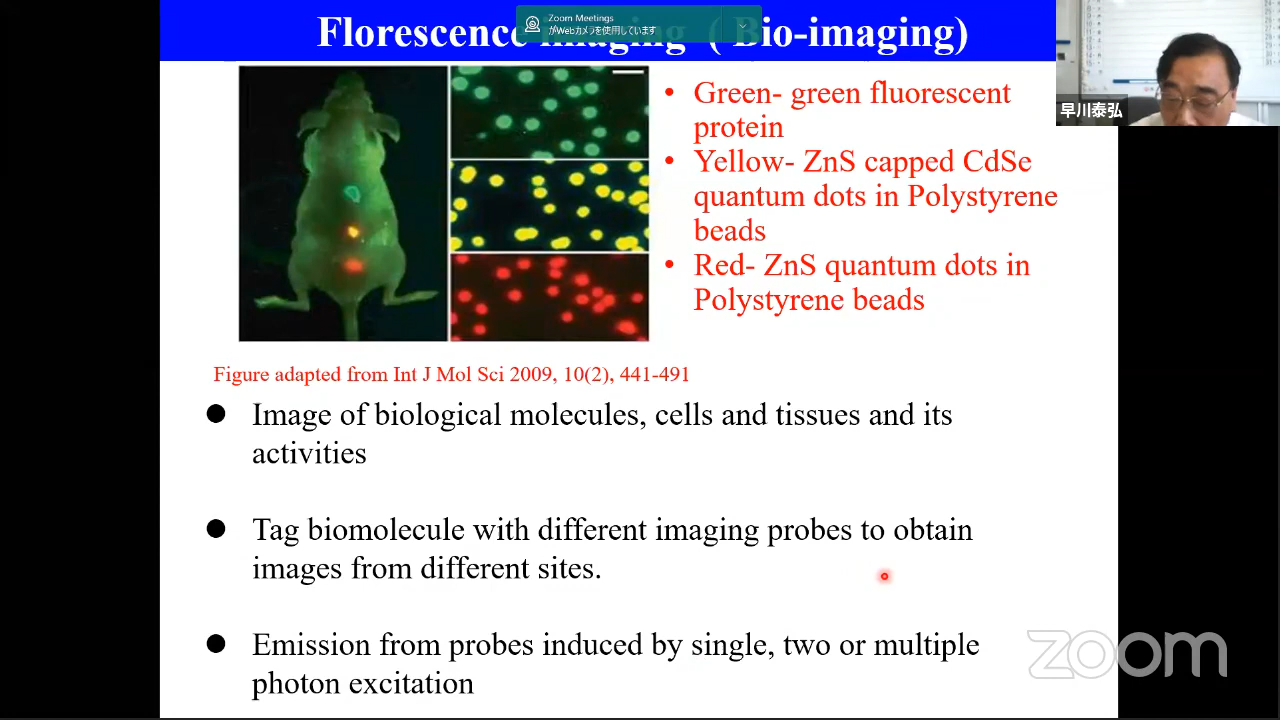 Zoom Meetings
がWebカメラを使用しています
Florescence imaging ( Bio-imaging)
早川泰弘
• Green- green fluorescent
protein
• Yellow- ZnS capped CdSe
quantum dots in Polystyrene
beads
• Red- ZnS quantum dots in
Polystyrene beads
Figure adapted from Int J Mol Sci 2009, 10(2), 441-491
● Image of biological molecules, cells and tissues and its
activities
● Tag biomolecule with different imaging probes to obtain
images from different sites.
● Emission from probes induced by single, two or multiple
photon excitation
zoom